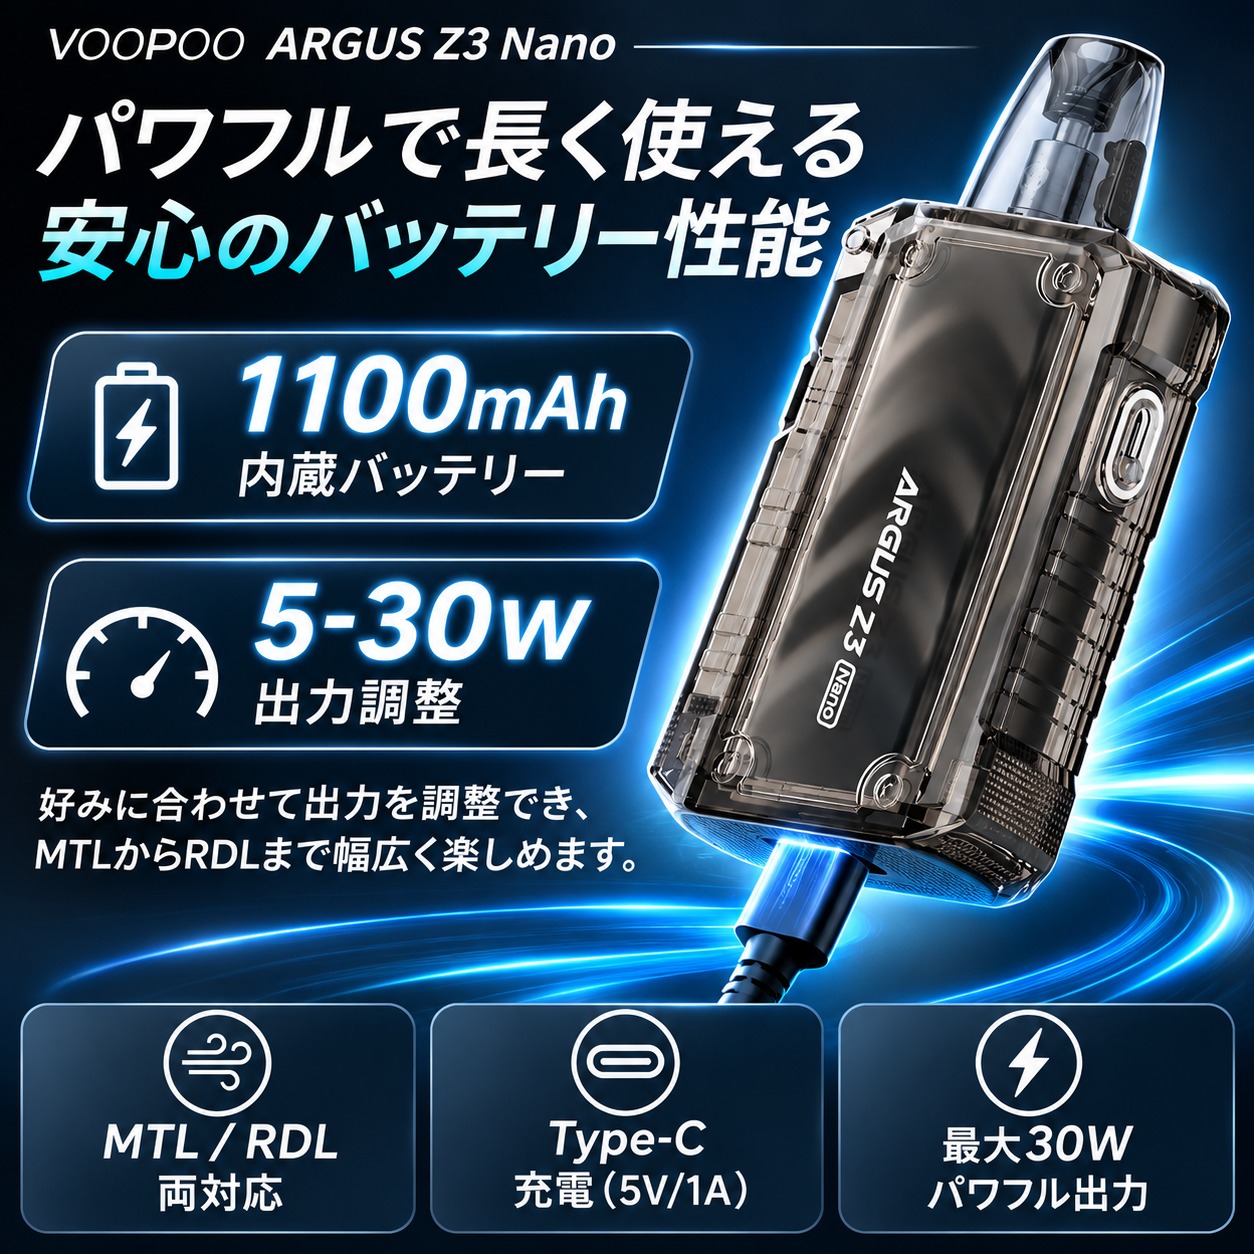 VOOPOO ARGUS Z3 Nano
パワフルで長く使える
安心のバッテリー性能
1100mAh
内蔵バッテリー
5-30W
出力調整
好みに合わせて出力を調整でき、
MTLからRDLまで幅広く楽しめます。
ARGUS Z3 Nano
MTL / RDL
両対応
Type-C
充電（5V/1A）
最大30W
パワフル出力